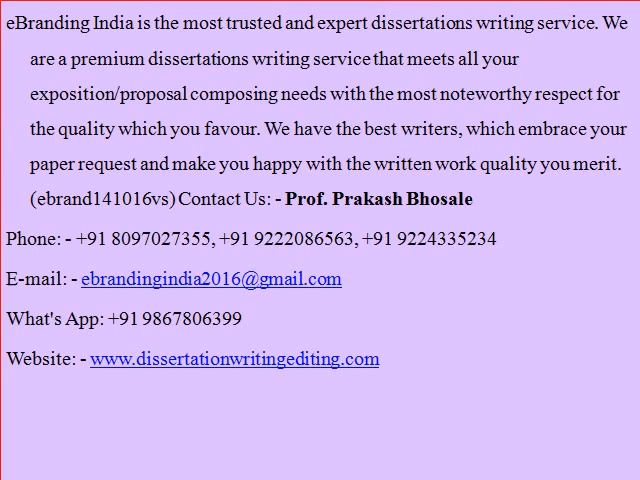 eBranding India is the most trusted and expert dissertations writing service. We
are a premium dissertations writing service that meets all your
exposition/proposal composing needs with the most noteworthy respect for
the quality which you favour. We have the best writers, which embrace your
paper request and make you happy with the written work quality you merit.
(ebrand141016vs) Contact Us: - Prof. Prakash Bhosale
Phone: - +91 8097027355, +91 9222086563, +91 9224335234
E-mail: - ebrandingindia2016@gmail.com
What's App: +91 9867806399
Website: - www.dissertationwritingediting.com